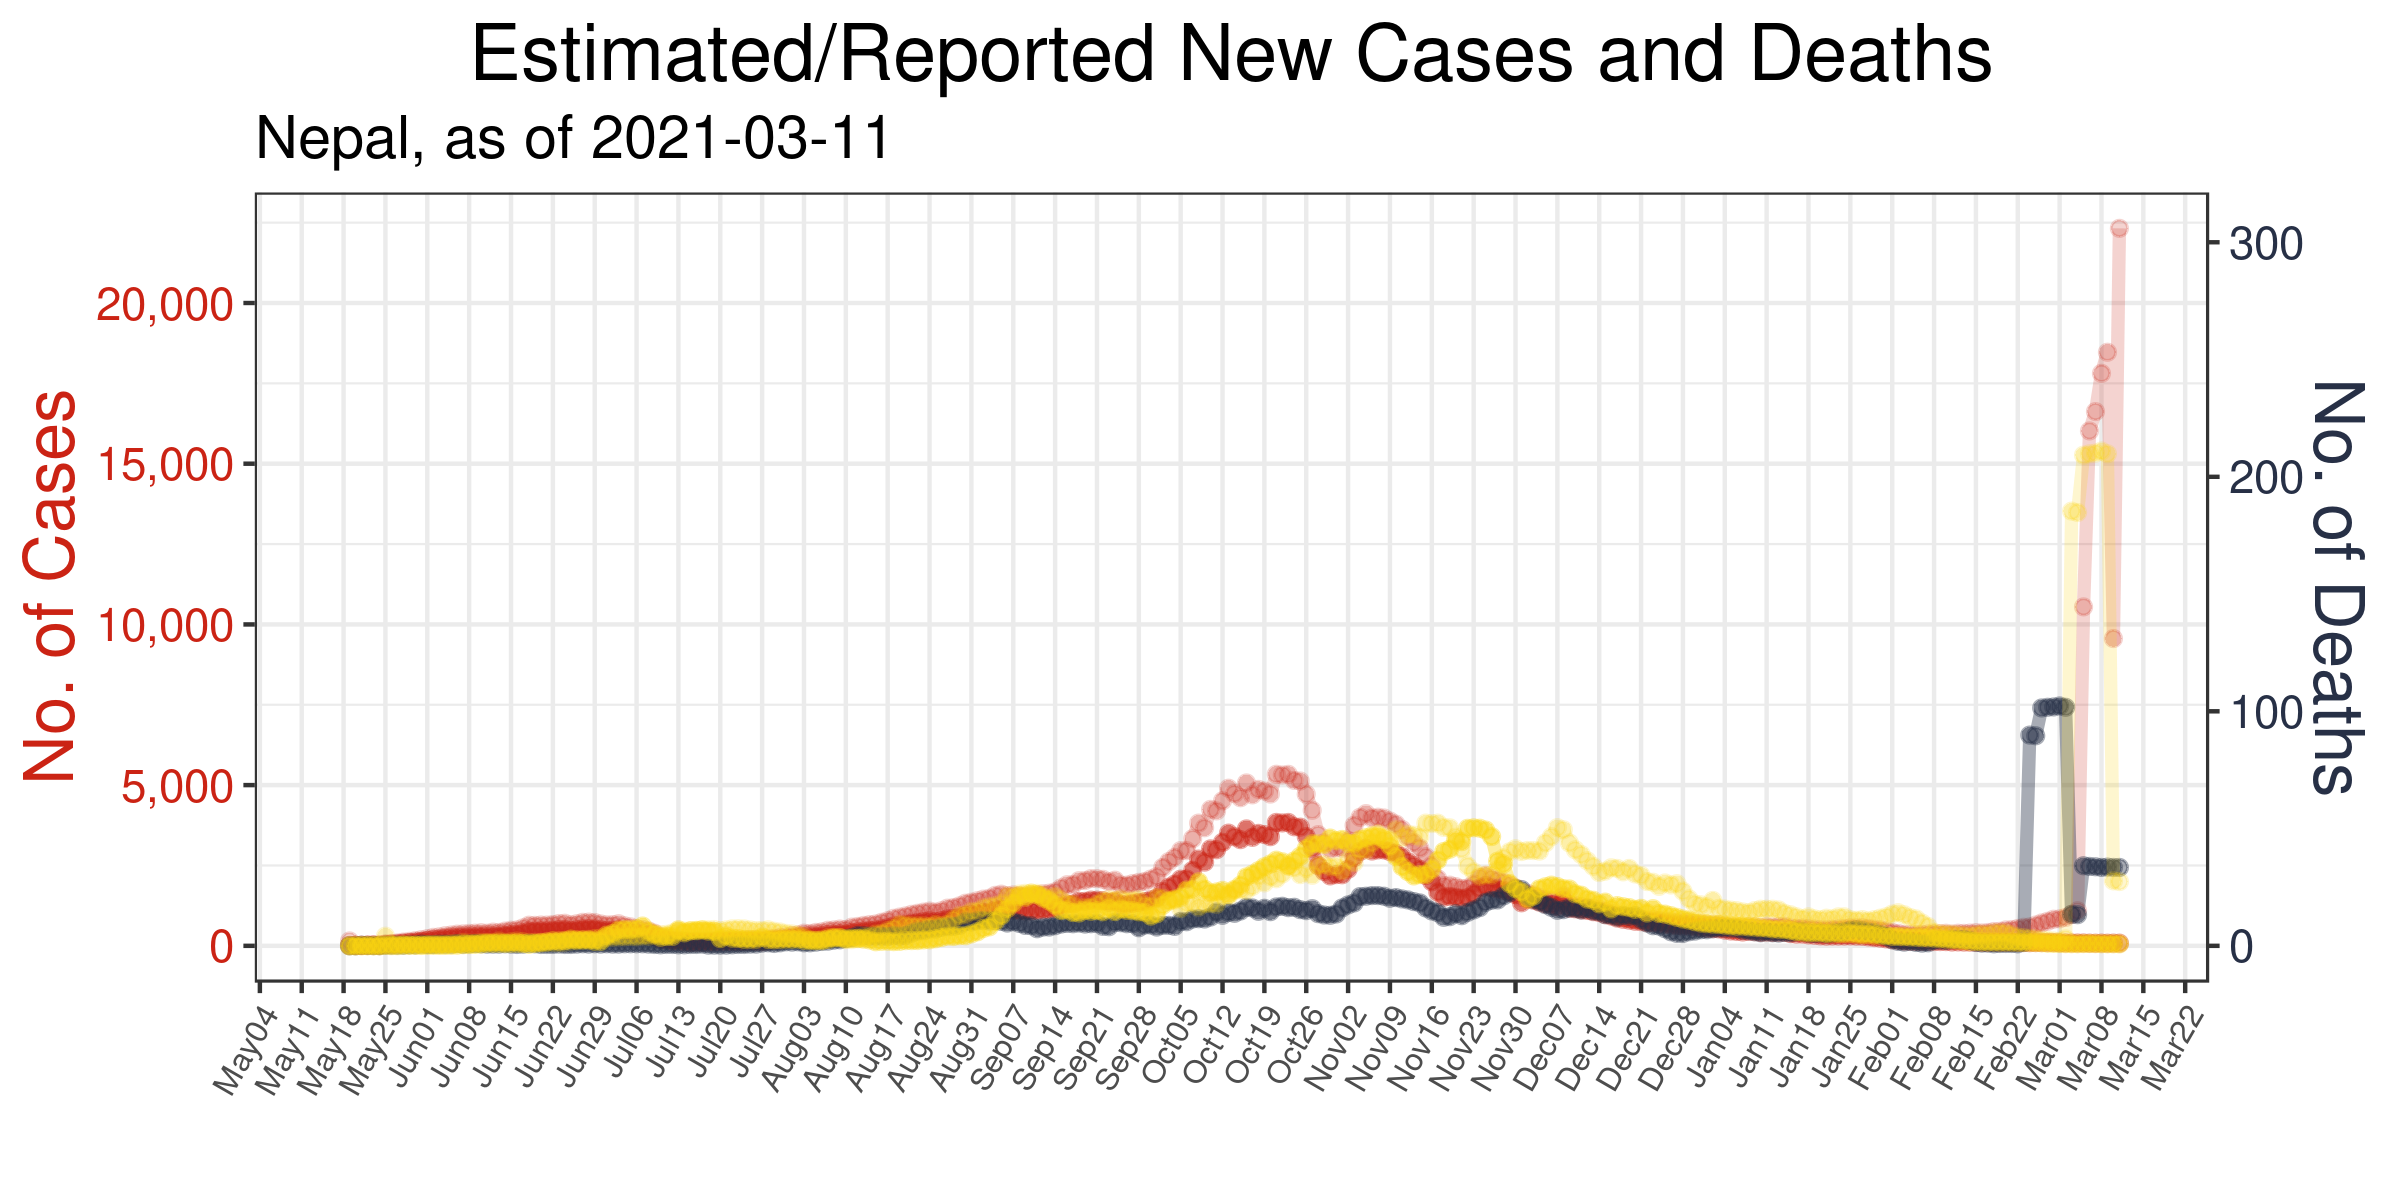 Estimated/Reported New Cases and Deaths
Nepal, as of 2021-03-11
No. of Cases
20,000
15,000
10,000
5,000
0
300
200
100
0
No. of Deaths
May04
May11
May18
May25
Jun01
Jun08
Jun15
Jun22
Jun29
Jul06
Jul13
Jul20
Jul27
Aug03
Aug10
Aug17
Aug24
Aug31
Sep07
Sep14
Sep21
Sep28
Oct05
Oct12
Oct19
Oct26
Nov02
Nov09
Nov16
Nov23
Nov30
Dec07
Dec14
Dec21
Dec28
Jan04
Jan11
Jan18
Jan25
Feb01
Feb08
Feb15
Feb22
Mar01
Mar08
Mar15
Mar22